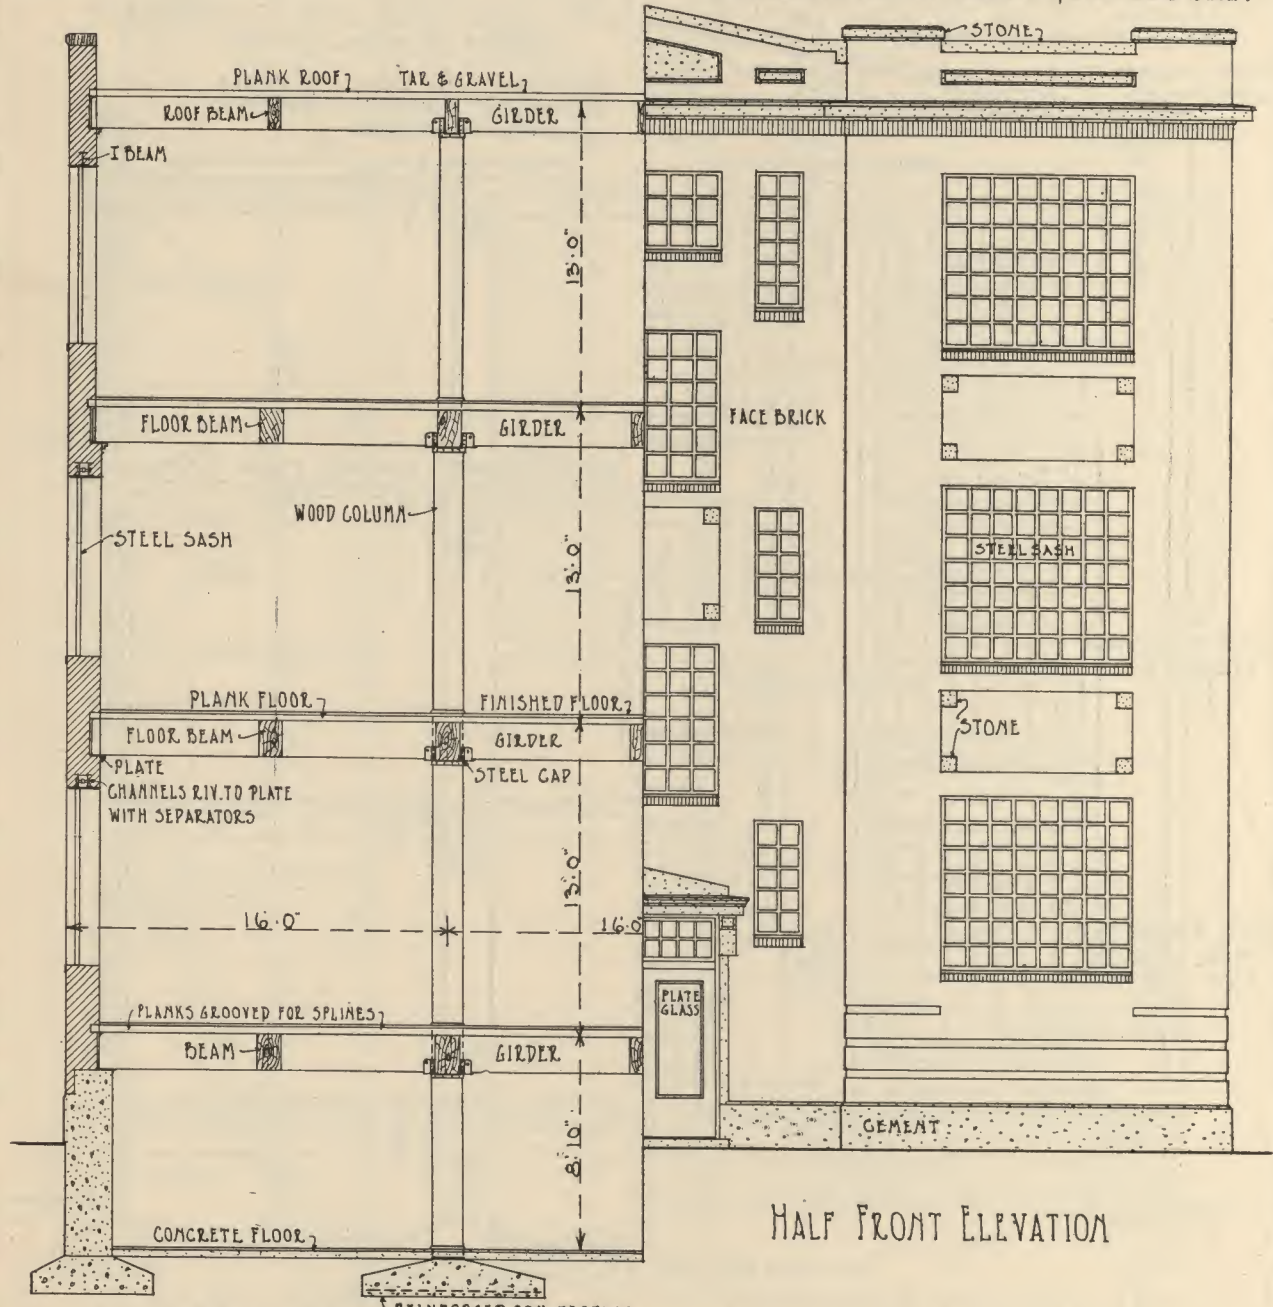 STONE
PLANK ROOF
TAR & GRAVEL
ROOF BEAM
GIRDER
I BEAM
13'-0"
FLOOR BEAM
GIRDER
FACE BRICK
WOOD COLUMN
STEEL SASH
13'-0"
STEEL SASH
PLANK FLOOR
FINISHED FLOOR
FLOOR BEAM
GIRDER
STONE
PLATE
STEEL CAP
CHANNELS RIV. TO PLATE
WITH SEPARATORS
13'-0"
16'-0"
16'-0
PLATE
GLASS
PLANKS GROOVED FOR SPLINES
BEAM
GIRDER
CEMENT
8'-10"
CONCRETE FLOOR
HALF FRONT ELEVATION